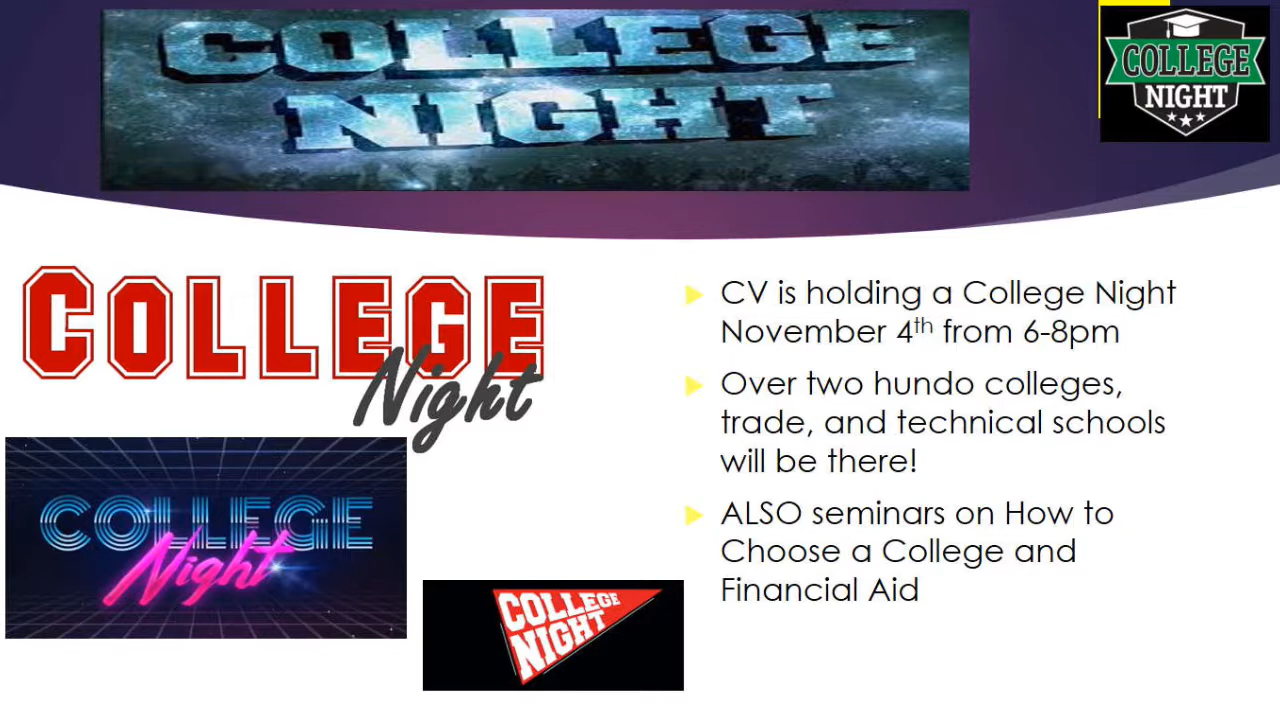 COLLEGE
NIGHT
COLLEGE
NIGHT
COLLEGE
Night
COLLEGE
Night
COLLEGE
NIGHT
CV is holding a College Night
November 4th from 6-8pm
Over two hundo colleges,
trade, and technical schools
will be there!
ALSO seminars on How to
Choose a College and
Financial Aid